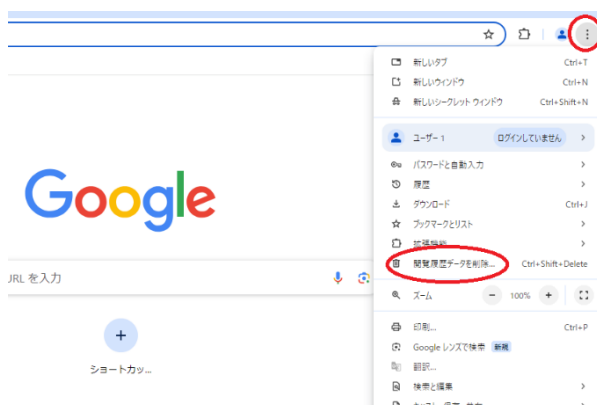 新しいタブ Ctrl+T
新しいウィンドウ Ctrl+N
新しいシークレット ウィンドウ Ctrl+Shift+N
ユーザー 1 ログインしていません
パスワードと自動入力
履歴
Google
ダウンロード Ctrl+J
ブックマークとリスト
拡張機能
閲覧履歴データを削除... Ctrl+Shift+Delete
URL を入力
ズーム - 100% +
印刷... Ctrl+P
Google レンズで検索 新規
ショートカッ...
翻訳...
検索と編集